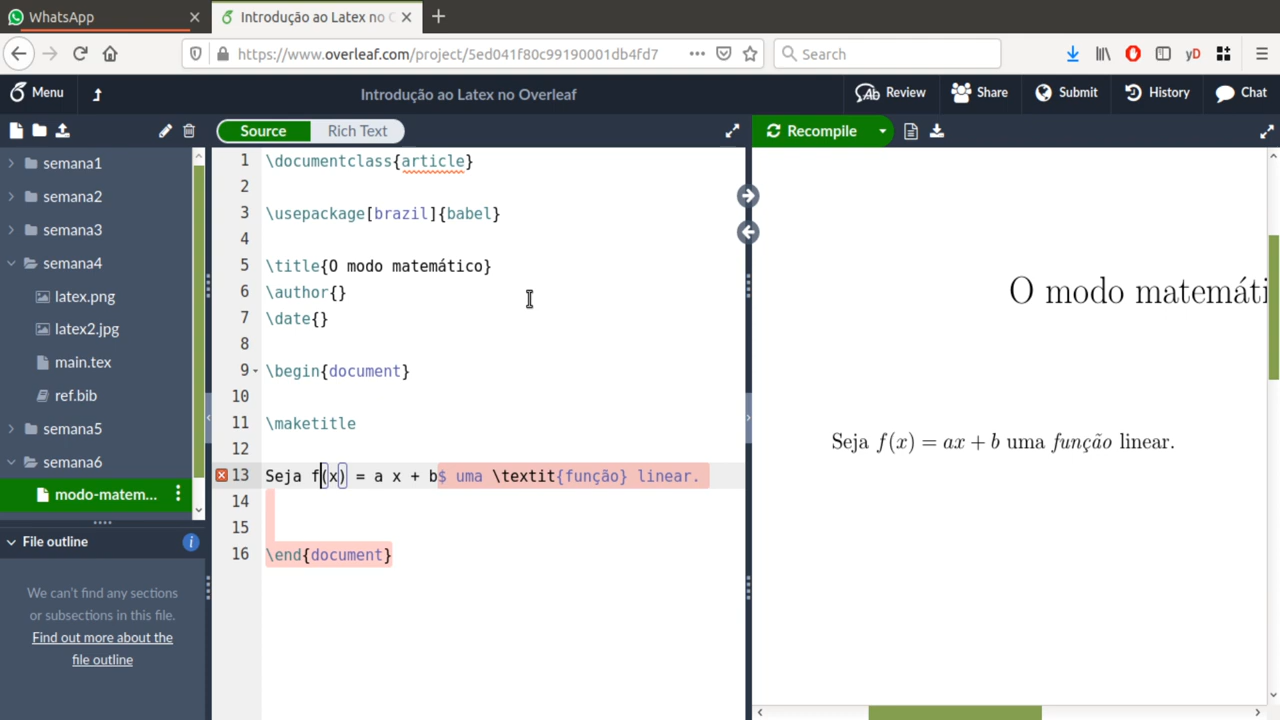 WhatsApp
Introdução ao Latex no O
https://www.overleaf.com/project/5ed041f80c99190001db4fd7
Search
yD
Menu
Introdução ao Latex no Overleaf
Review
Share
Submit
History
Chat
Source
Rich Text
Recompile
semana1
semana2
semana3
semana4
latex.png
latex2.jpg
main.tex
ref.bib
semana5
semana6
modo-matem...
File outline
We can't find any sections
or subsections in this file.
Find out more about the
file outline
1 \documentclass{article}
2
3 \usepackage[brazil]{babel}
4
5 \title{O modo matemático}
6 \author{}
7 \date{}
8
9 \begin{document}
10
11 \maketitle
12
13 Seja f(x) = a x + b$ uma \textit{função} linear.
14
15
16 \end{document}
O modo matemáti
Seja f(x) = ax + b uma função linear.